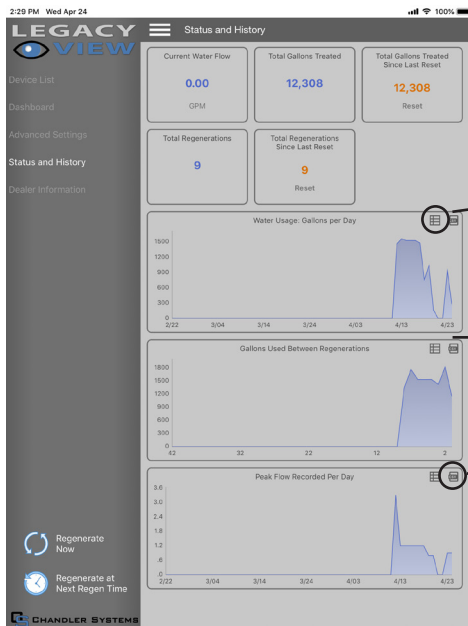 2:29 PM Wed Apr 24
100%
LEGACY
VIEW
Status and History
Device List
Dashboard
Advanced Settings
Status and History
Dealer Information
Current Water Flow
0.00
GPM
Total Gallons Treated
12,308
Total Gallons Treated
Since Last Reset
12,308
Reset
Total Regenerations
9
Total Regenerations
Since Last Reset
9
Reset
Water Usage: Gallons per Day
1500
1200
900
600
300
0
2/22 3/04 3/14 3/24 4/03 4/13 4/23
Gallons Used Between Regenerations
1800
1500
1200
900
600
300
0
42 32 22 12 2
Peak Flow Recorded Per Day
3.6
3.0
2.4
1.8
1.2
.6
.0
2/22 3/04 3/14 3/24 4/03 4/13 4/23
Regenerate
Now
Regenerate at
Next Regen Time
CHANDLER SYSTEMS